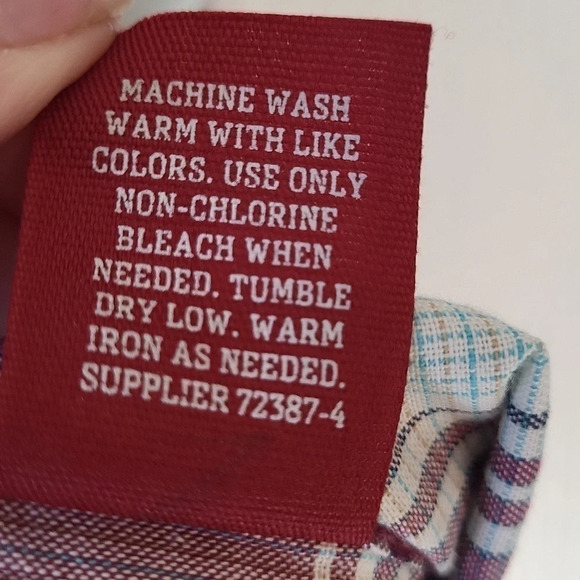 MACHINE WASH
WARM WITH LIKE
COLORS. USE ONLY
NON-CHLORINE
BLEACH WHEN
NEEDED. TUMBLE
DRY LOW. WARM
IRON AS NEEDED.
SUPPLIER 72387-4